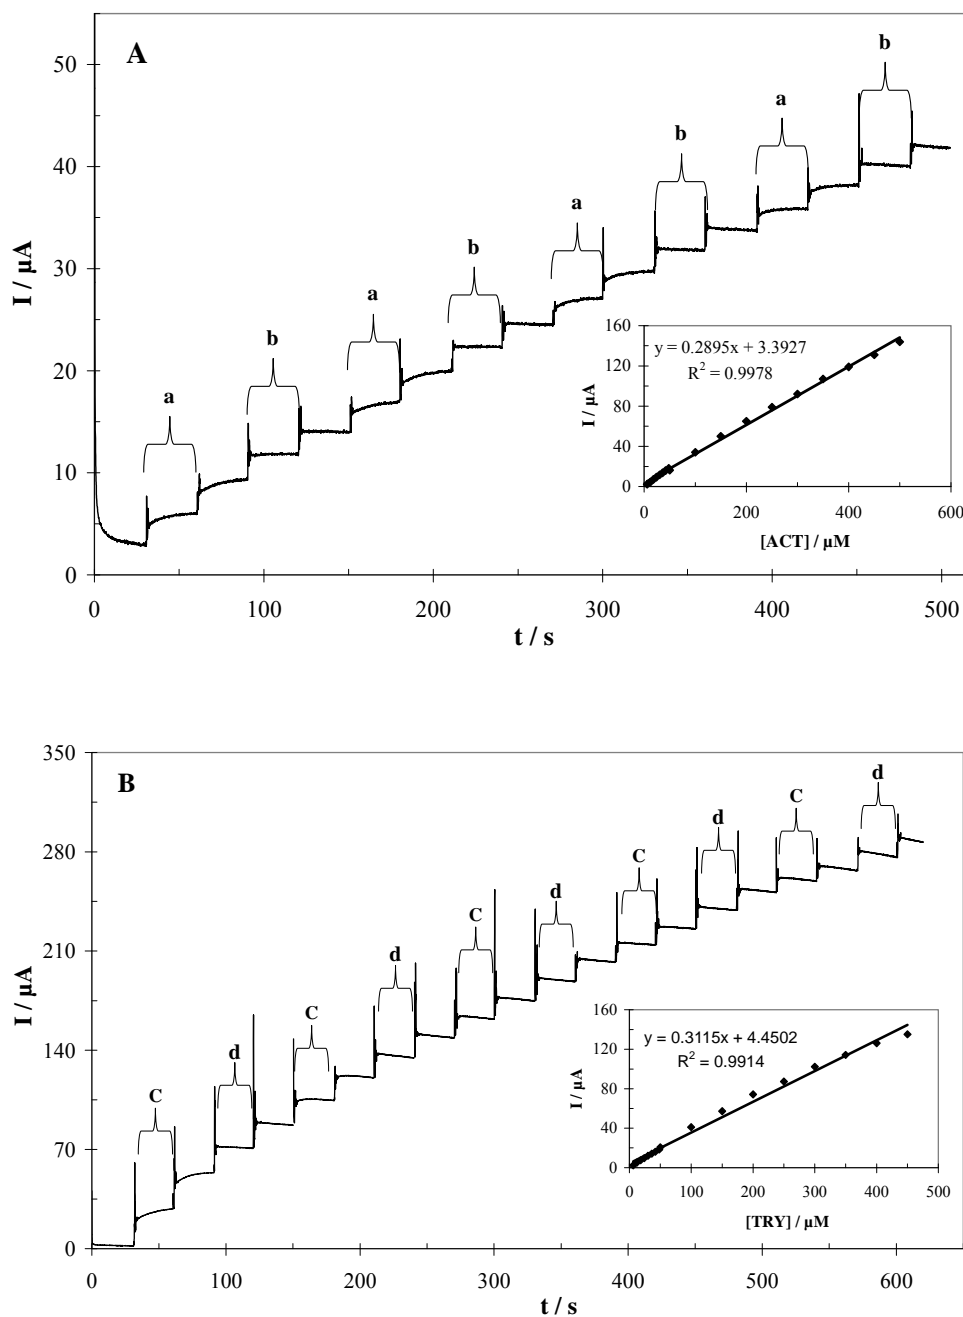 A
I / µA
50
40
30
20
10
0
a
b
a
b
a
b
a
b
0
100
200
300
400
500
t / s
y = 0.2895x + 3.3927
R² = 0.9978
I / µA
160
120
80
40
0
0
200
400
600
[ACT] / µM
B
I / µA
350
280
210
140
70
0
C
d
C
d
C
d
C
d
C
d
0
100
200
300
400
500
600
t / s
y = 0.3115x + 4.4502
R² = 0.9914
I / µA
160
120
80
40
0
0
100
200
300
400
500
[TRY] / µM